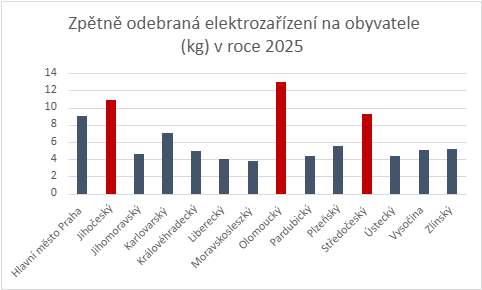 Zpětně odebraná elektrozařízení na obyvatele
(kg) v roce 2025
14
12
10
8
6
4
2
0
Hlavní město Praha
Jihočeský
Jihomoravský
Karlovarský
Královéhradecký
Liberecký
Moravskoslezký
Olomoucký
Pardubický
Plzeňský
Středočeský
Ústecký
Vysočina
Zlínský